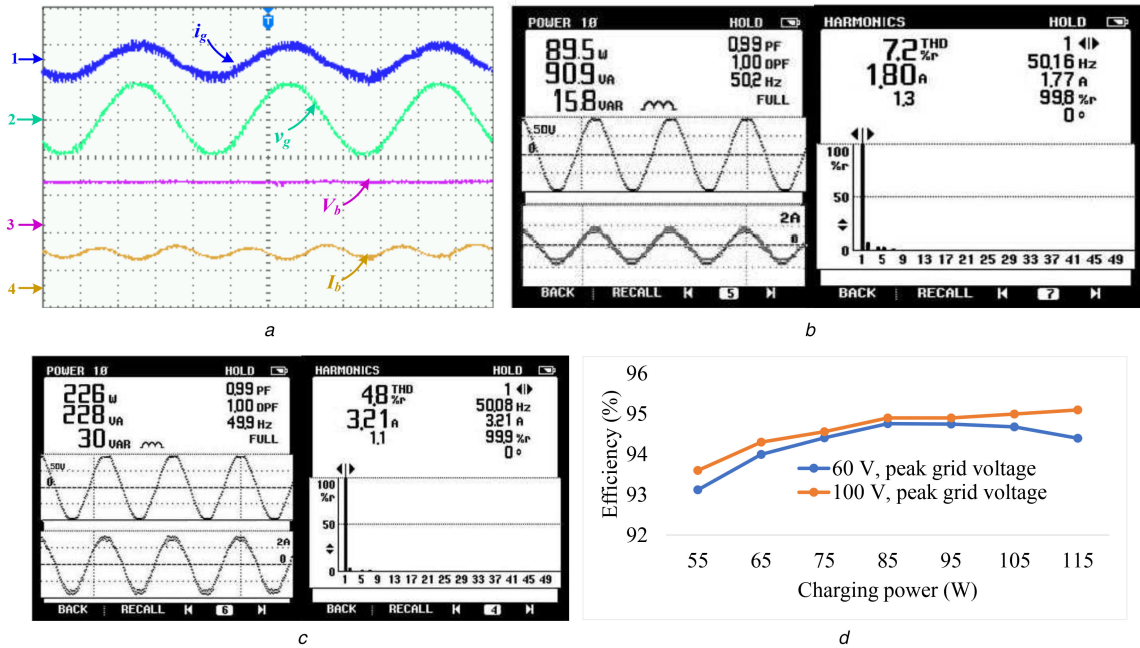 T
1
i_g
2
v_g
3
V_b
4
I_b
a
POWER 1Ø HOLD
89.5 W 0.99 PF
90.9 VA 1.00 DPF
50.2 Hz
15.8 VAR FULL
50V
0
2A
0
BACK RECALL 5
HARMONICS HOLD
7.2 THD %r 1
50.16 Hz
1.80 A 1.77 A
1.3 99.8 %r
0 °
100
%r
50
0
1 5 9 13 17 21 25 29 33 37 41 45 49
BACK RECALL 7
b
POWER 1Ø HOLD
226 W 0.99 PF
228 VA 1.00 DPF
49.9 Hz
30 VAR FULL
50V
0
2A
0
BACK RECALL 6
HARMONICS HOLD
4.8 THD %r 1
50.08 Hz
3.21 A 3.21 A
1.1 99.9 %r
0 °
100
%r
50
0
1 5 9 13 17 21 25 29 33 37 41 45 49
BACK RECALL 4
c
Efficiency (%)
96
95
94
93
92
60 V, peak grid voltage
100 V, peak grid voltage
55 65 75 85 95 105 115
Charging power (W)
d